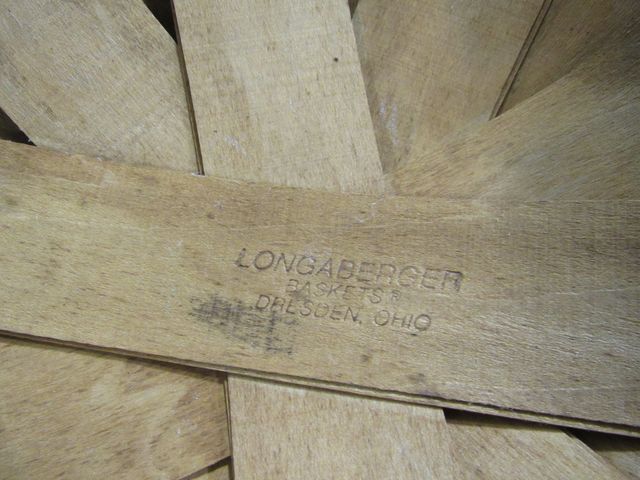 LONGABERGER
BASKETS®
DRESDEN, OHIO